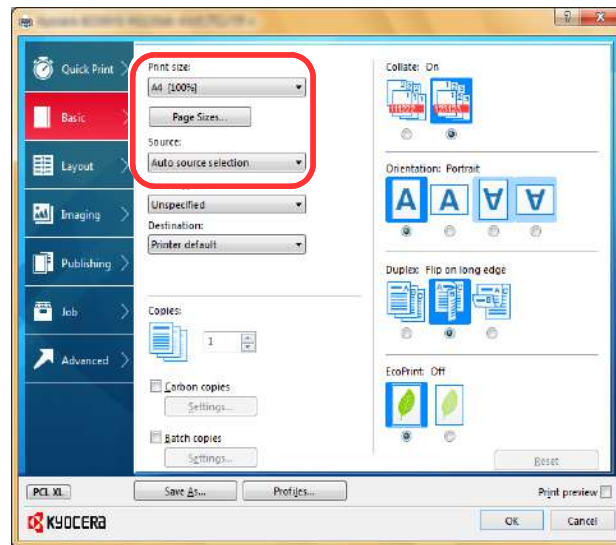 Quick Print
Basic
Layout
Imaging
Publishing
Job
Advanced
Print size:
A4 [100%]
Page Sizes...
Source:
Auto source selection
Unspecified
Destination:
Printer default
Copies:
1
Carbon copies
Settings...
Batch copies
Settings...
Collate: On
111222
123123
Orientation: Portrait
A A A A
Duplex: Flip on long edge
EcoPrint: Off
Reset
PCL XL
Save As...
Profiles...
Print preview
KYOCERA
OK
Cancel